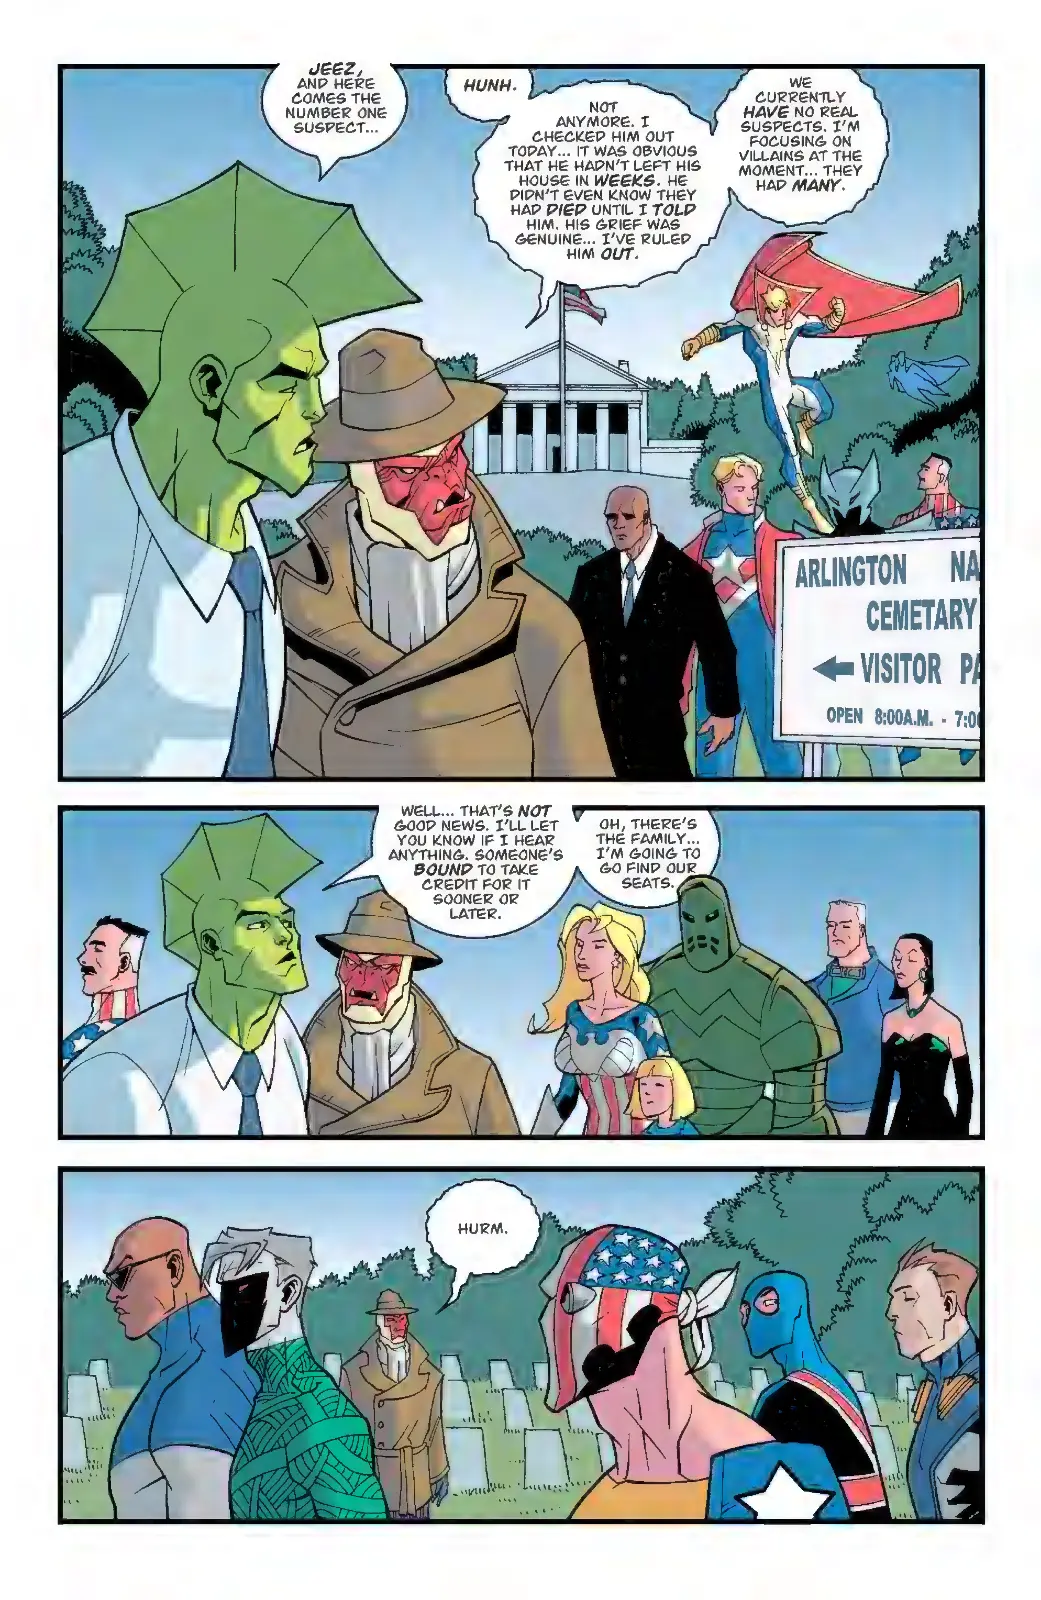 JEEZ,
AND HERE
COMES THE
NUMBER ONE
SUSPECT...
HUNH.
NOT
ANYMORE. I
CHECKED HIM OUT
TODAY... IT WAS OBVIOUS
THAT HE HADN'T LEFT HIS
HOUSE IN WEEKS. HE
DIDN'T EVEN KNOW THEY
HAD DIED UNTIL I TOLD
HIM. HIS GRIEF WAS
GENUINE... I'VE RULED
HIM OUT.
WE
CURRENTLY
HAVE NO REAL
SUSPECTS. I'M
FOCUSING ON
VILLAINS AT THE
MOMENT... THEY
HAD MANY.
ARLINGTON NA
CEMETARY
VISITOR PA
OPEN 8:00A.M. - 7:00
WELL... THAT'S NOT
GOOD NEWS. I'LL LET
YOU KNOW IF I HEAR
ANYTHING. SOMEONE'S
BOUND TO TAKE
CREDIT FOR IT
SOONER OR
LATER.
OH, THERE'S
THE FAMILY...
I'M GOING TO
GO FIND OUR
SEATS.
HURM.